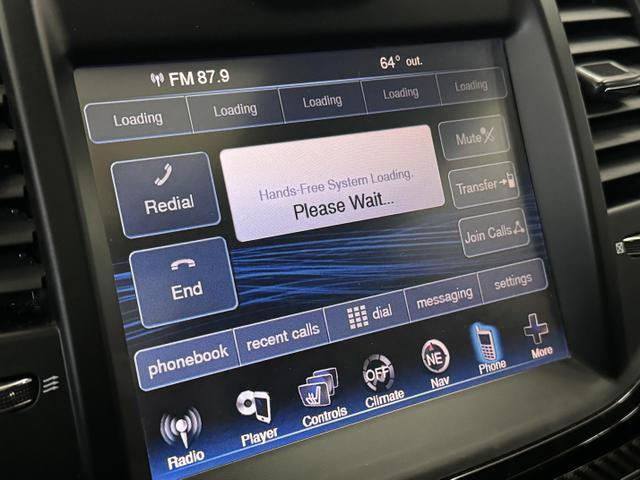 FM 87.9
64° out.
Loading Loading Loading Loading Loading
Redial
Hands-Free System Loading.
Please Wait...
Mute
Transfer
Join Calls
End
phonebook recent calls dial messaging settings
Radio Player Controls OFF Climate NE Nav Phone More